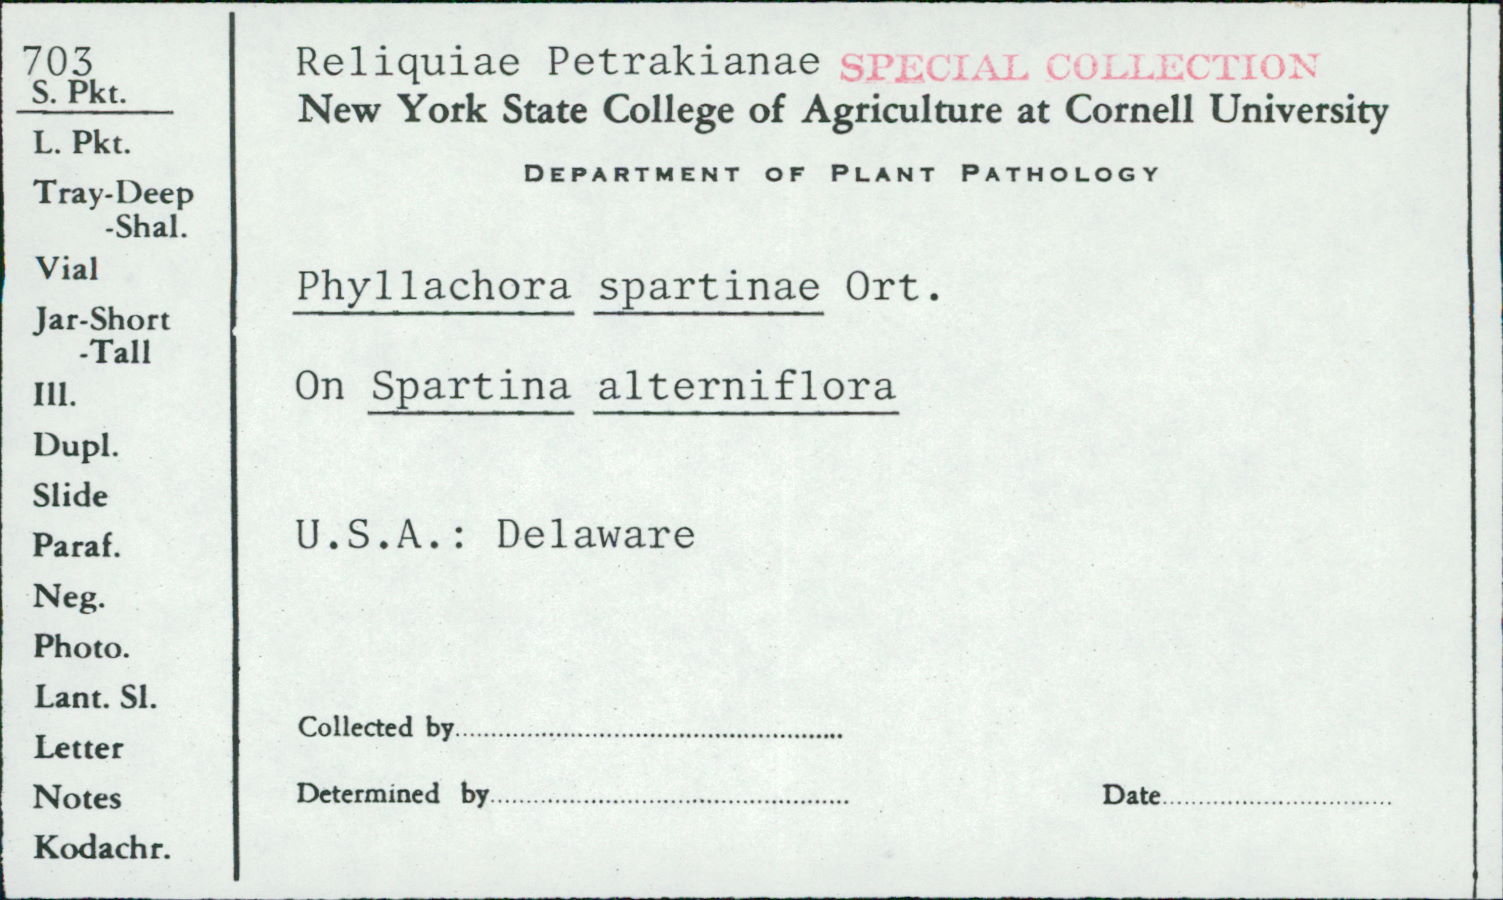 703
S. Pkt.
L. Pkt.
Tray-Deep
-Shal.
Vial
Jar-Short
-Tall
Ill.
Dupl.
Slide
Paraf.
Neg.
Photo.
Lant. Sl.
Letter
Notes
Kodachr.
Reliquiae Petrakianae SPECIAL COLLECTION
New York State College of Agriculture at Cornell University
DEPARTMENT OF PLANT PATHOLOGY
Phyllachora spartinae Ort.
On Spartina alterniflora
U.S.A.: Delaware
Collected by
Determined by Date